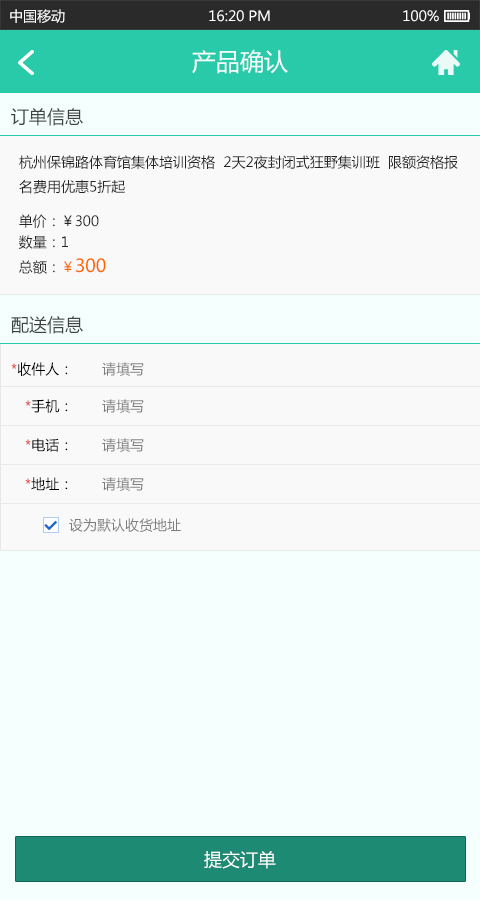 中国移动 16:20 PM 100%
产品确认
订单信息
杭州保锦路体育馆集体培训资格 2天2夜封闭式狂野集训班 限额资格报
名费用优惠5折起
单价：￥300
数量：1
总额：￥300
配送信息
*收件人： 请填写
*手机： 请填写
*电话： 请填写
*地址： 请填写
设为默认收货地址
提交订单